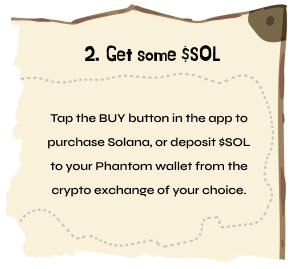 2. Get some $SOL
Tap the BUY button in the app to
purchase Solana, or deposit $SOL
to your Phantom wallet from the
crypto exchange of your choice.